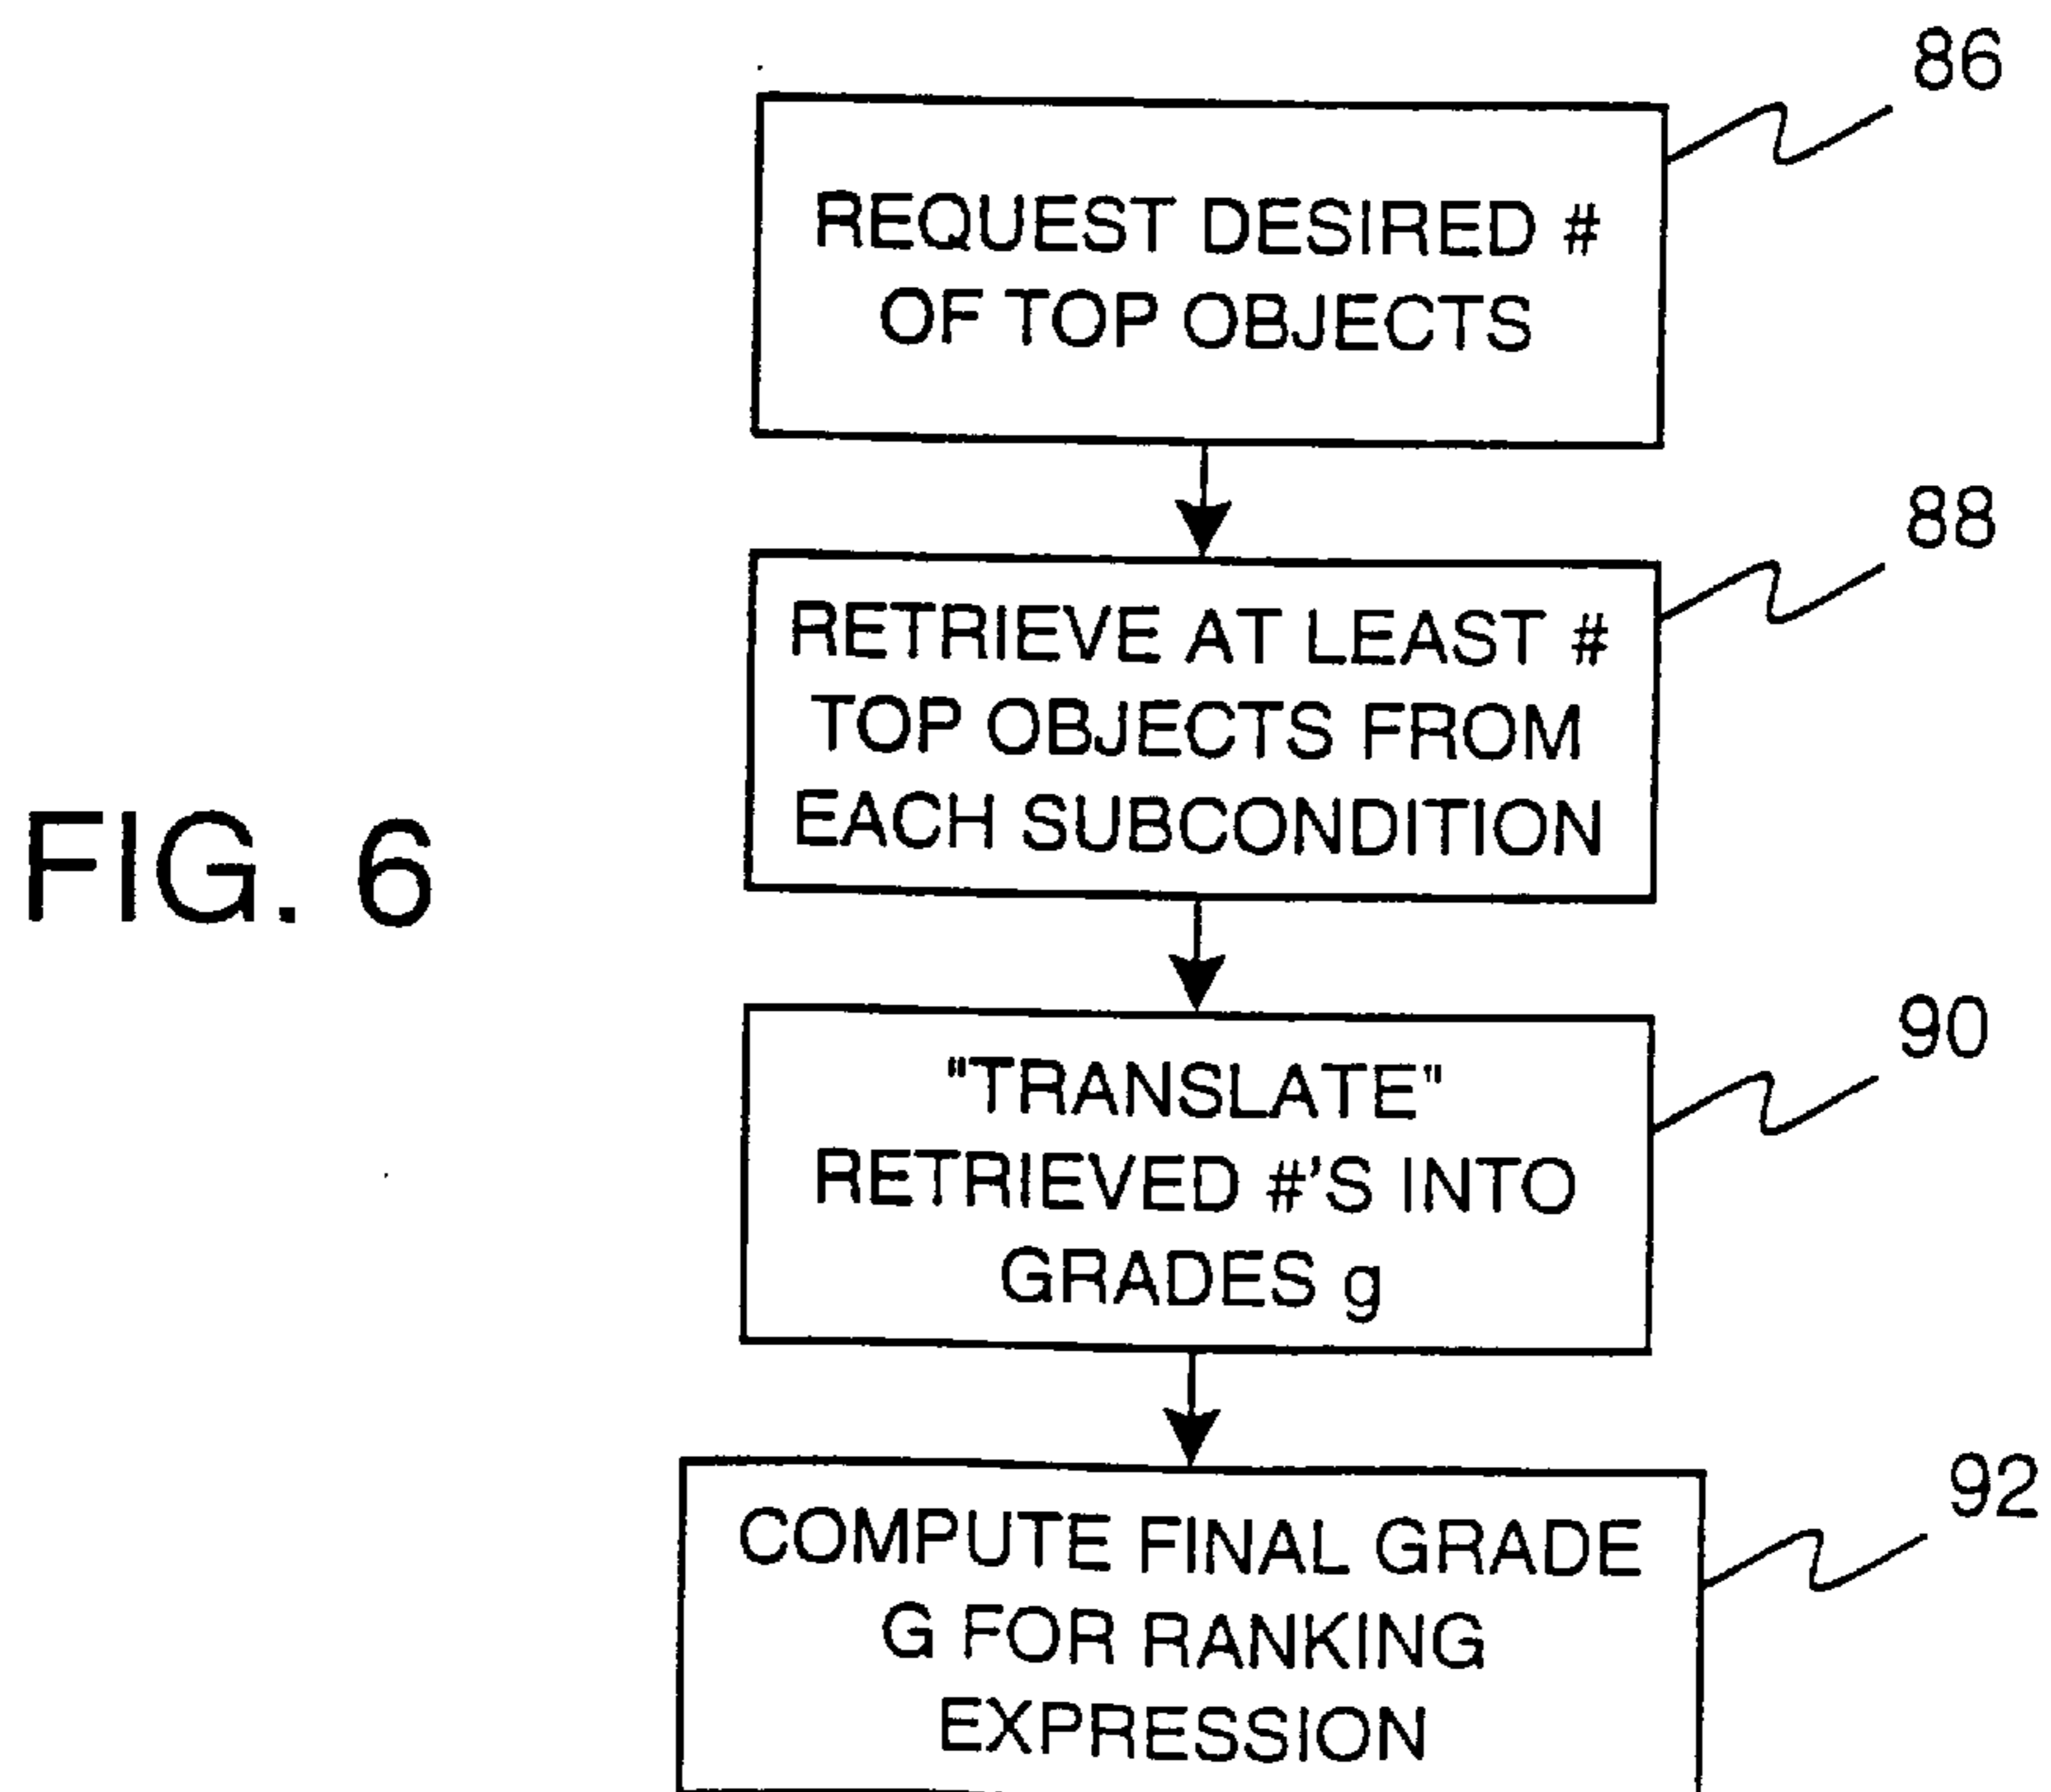 86
REQUEST DESIRED #
OF TOP OBJECTS
88
RETRIEVE AT LEAST #
TOP OBJECTS FROM
EACH SUBCONDITION
FIG. 6
90
"TRANSLATE"
RETRIEVED #'S INTO
GRADES g
92
COMPUTE FINAL GRADE
G FOR RANKING
EXPRESSION